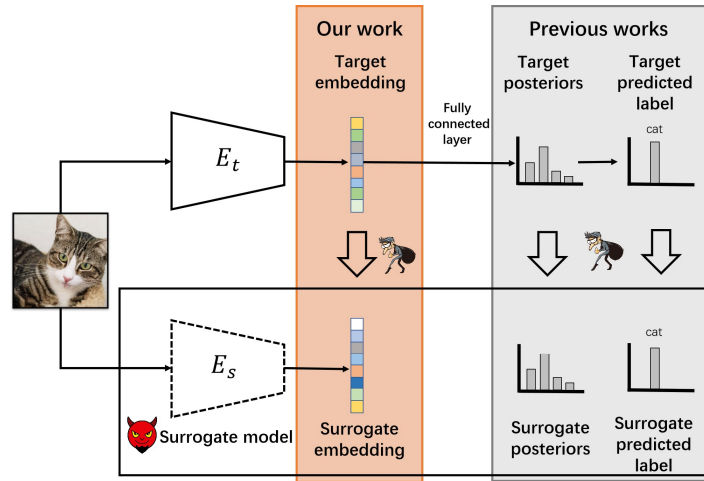 Our work
Previous works
Target
embedding
Target
posteriors
Target
predicted
label
Fully
connected
layer
E_t
cat
E_s
cat
Surrogate model
Surrogate
embedding
Surrogate
posteriors
Surrogate
predicted
label